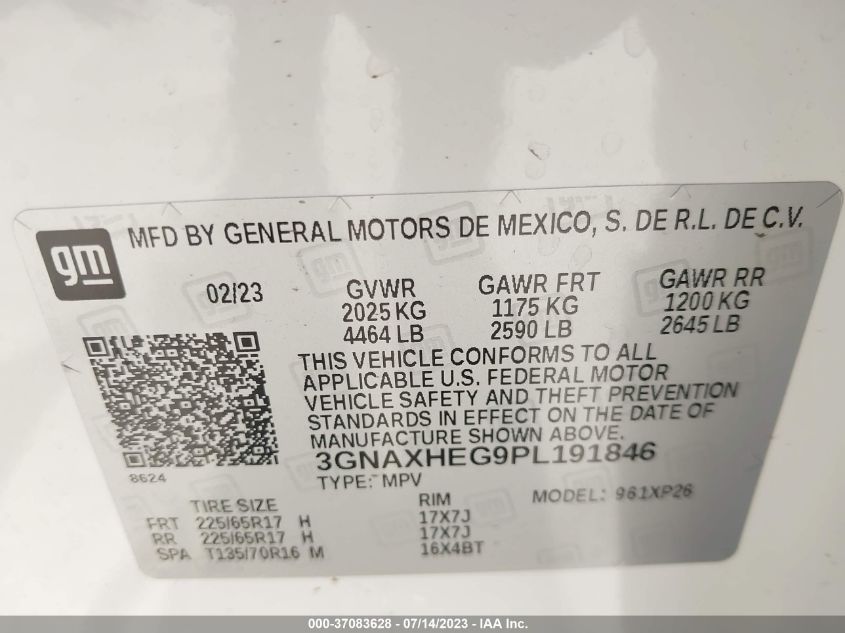 MFD BY GENERAL MOTORS DE MEXICO, S. DE R.L. DE C.V.
gm
02/23 GVWR GAWR FRT GAWR RR
2025 KG 1175 KG 1200 KG
4464 LB 2590 LB 2645 LB
THIS VEHICLE CONFORMS TO ALL
APPLICABLE U.S. FEDERAL MOTOR
VEHICLE SAFETY AND THEFT PREVENTION
STANDARDS IN EFFECT ON THE DATE OF
MANUFACTURE SHOWN ABOVE.
3GNAXHEG9PL191846
8624
TYPE: MPV MODEL: 961XP26
TIRE SIZE RIM
FRT 225/65R17 H 17X7J
RR 225/65R17 H 17X7J
SPA T135/70R16 M 16X4BT
000-37083628 - 07/14/2023 - IAA Inc.